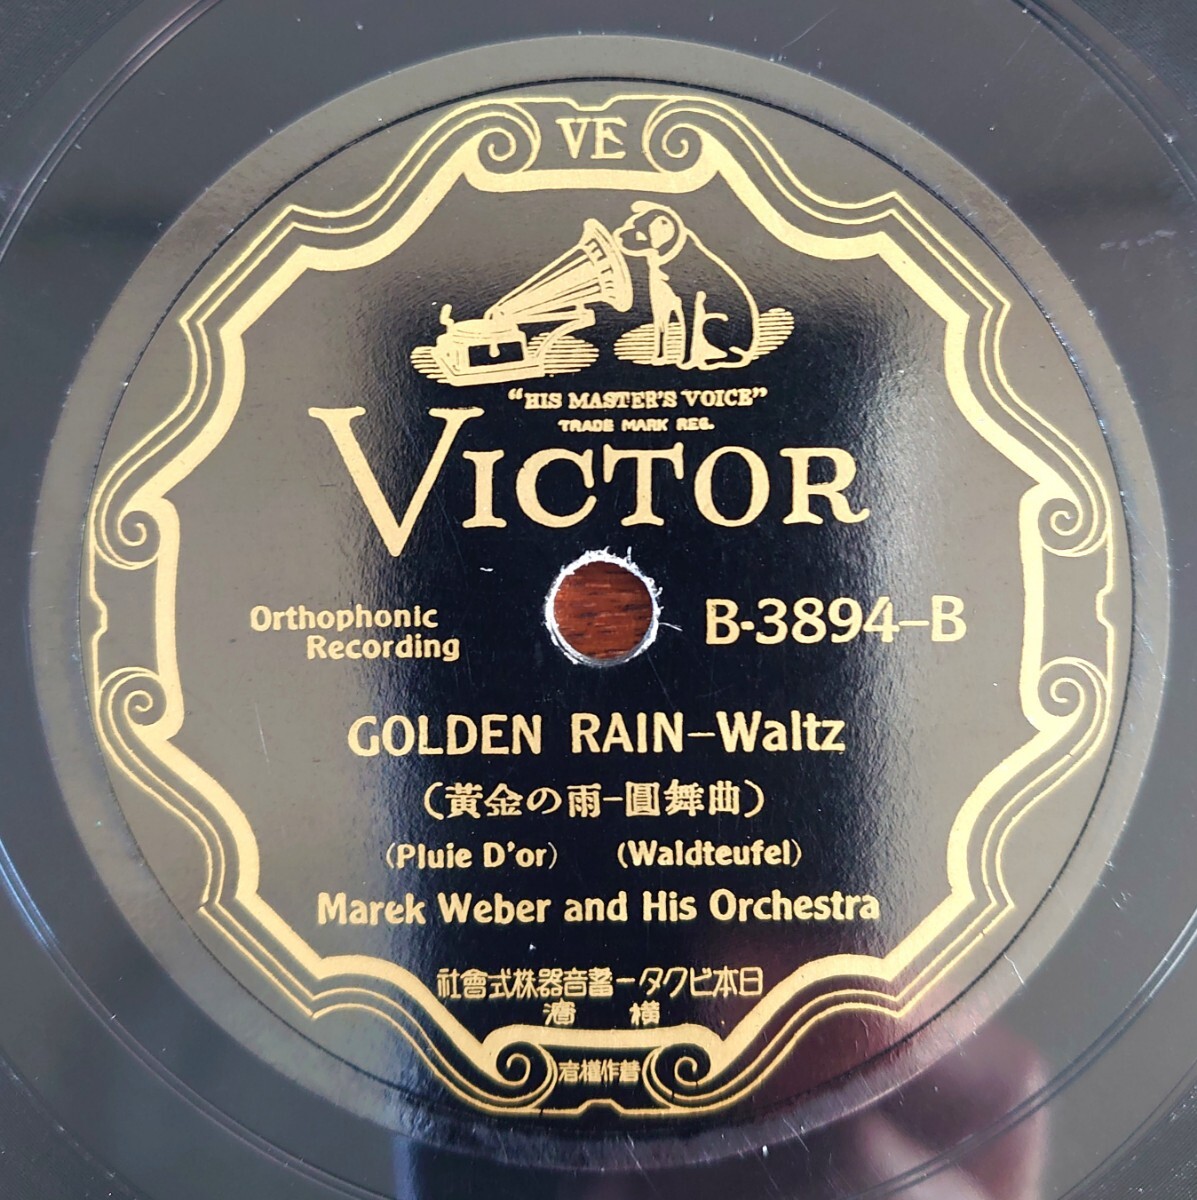 VE
"HIS MASTER'S VOICE"
TRADE MARK REG.
VICTOR
Orthophonic
Recording
B-3894-B
GOLDEN RAIN-Waltz
(黃金の雨-圓舞曲)
(Pluie D'or) (Waldteufel)
Marek Weber and His Orchestra
社會式株器音蓄ータクビ本日
濱橫
者權作著